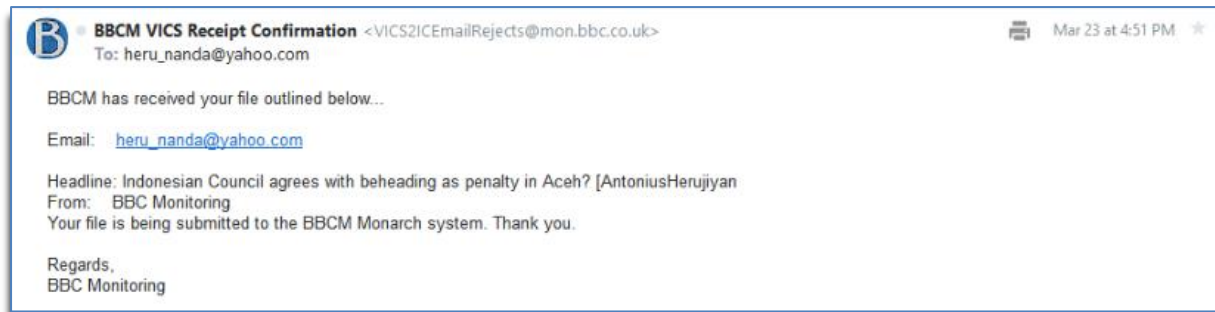 B
BBCM VICS Receipt Confirmation <VICS2ICEmailRejects@mon.bbc.co.uk>
Mar 23 at 4:51 PM
To: heru_nanda@yahoo.com
BBCM has received your file outlined below...
Email: heru_nanda@yahoo.com
Headline: Indonesian Council agrees with beheading as penalty in Aceh? [AntoniusHerujiyan
From: BBC Monitoring
Your file is being submitted to the BBCM Monarch system. Thank you.
Regards,
BBC Monitoring